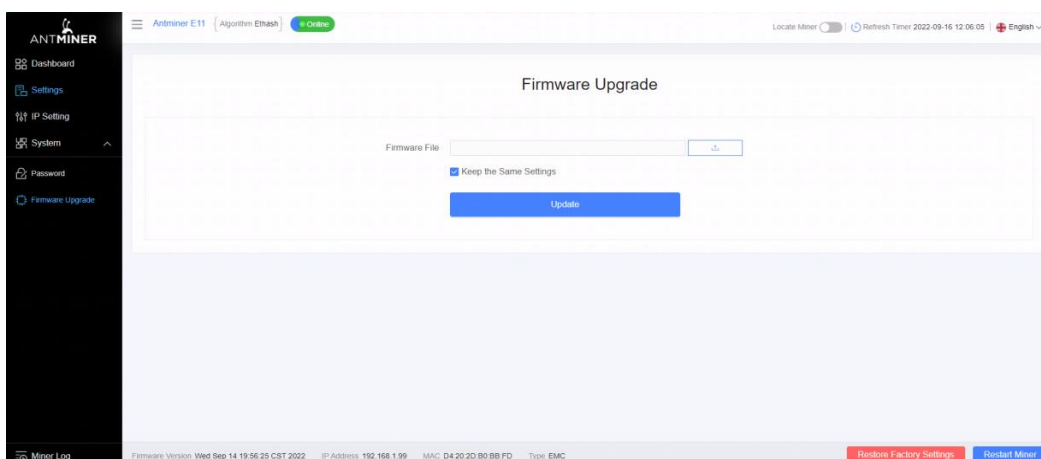 ANTMINER
Antminer E11 { Algorithm Ethash } Online
Locate Miner Refresh Timer 2022-09-16 12:06:05 English
Dashboard
Settings
IP Setting
System
Password
Firmware Upgrade
Firmware Upgrade
Firmware File
Keep the Same Settings
Update
Miner Log
Firmware Version Wed Sep 14 19:56:25 CST 2022 IP Address 192.168.1.99 MAC D4:20:2D:B0:BB:FD Type EMC
Restore Factory Settings
Restart Miner